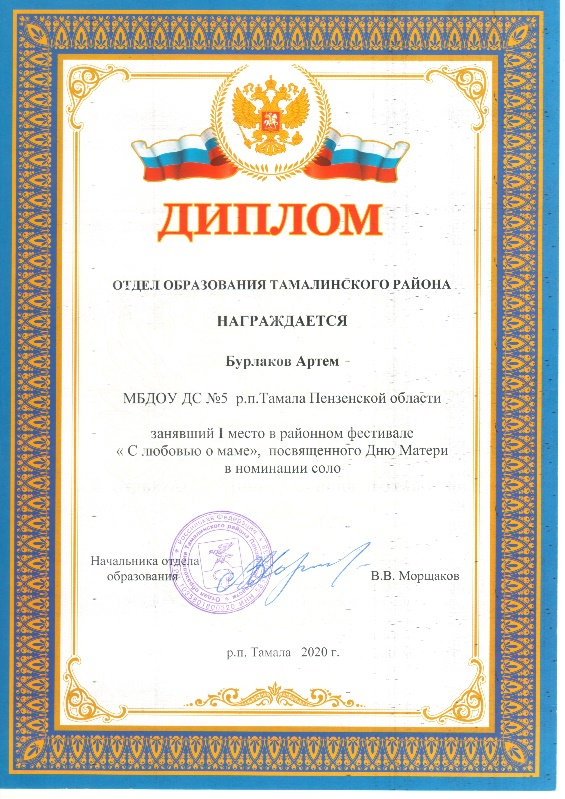 ДИПЛОМ
ОТДЕЛ ОБРАЗОВАНИЯ ТАМАЛИНСКОГО РАЙОНА
НАГРАЖДАЕТСЯ
Бурлаков Артем
МБДОУ ДС №5 р.п.Тамала Пензенской области
занявший I место в районном фестивале
« С любовью о маме», посвященного Дню Матери
в номинации соло
Начальника отдела
образования
В.В. Морщаков
р.п. Тамала 2020 г.